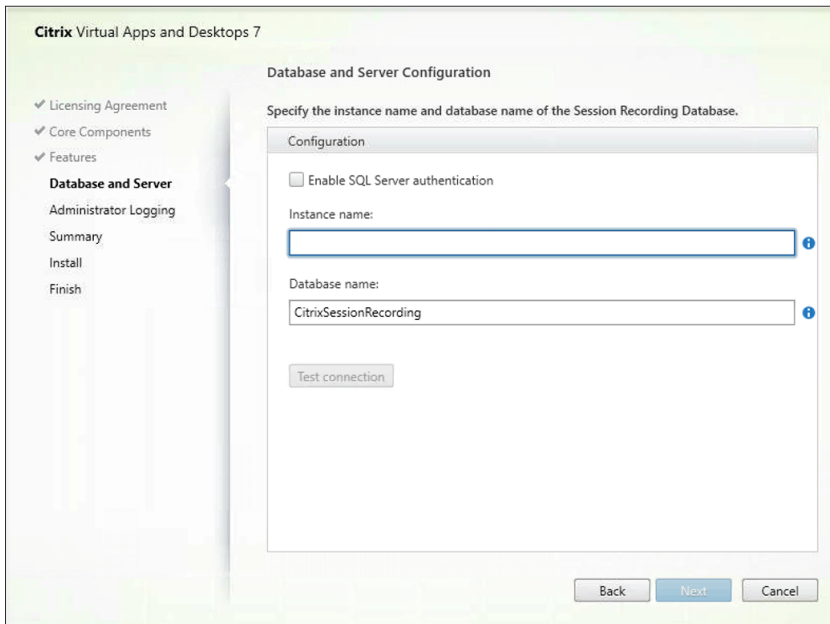 Citrix Virtual Apps and Desktops 7
Licensing Agreement
Core Components
Features
Database and Server
Administrator Logging
Summary
Install
Finish
Database and Server Configuration
Specify the instance name and database name of the Session Recording Database.
Configuration
Enable SQL Server authentication
Instance name:
Database name:
CitrixSessionRecording
Test connection
Back
Next
Cancel